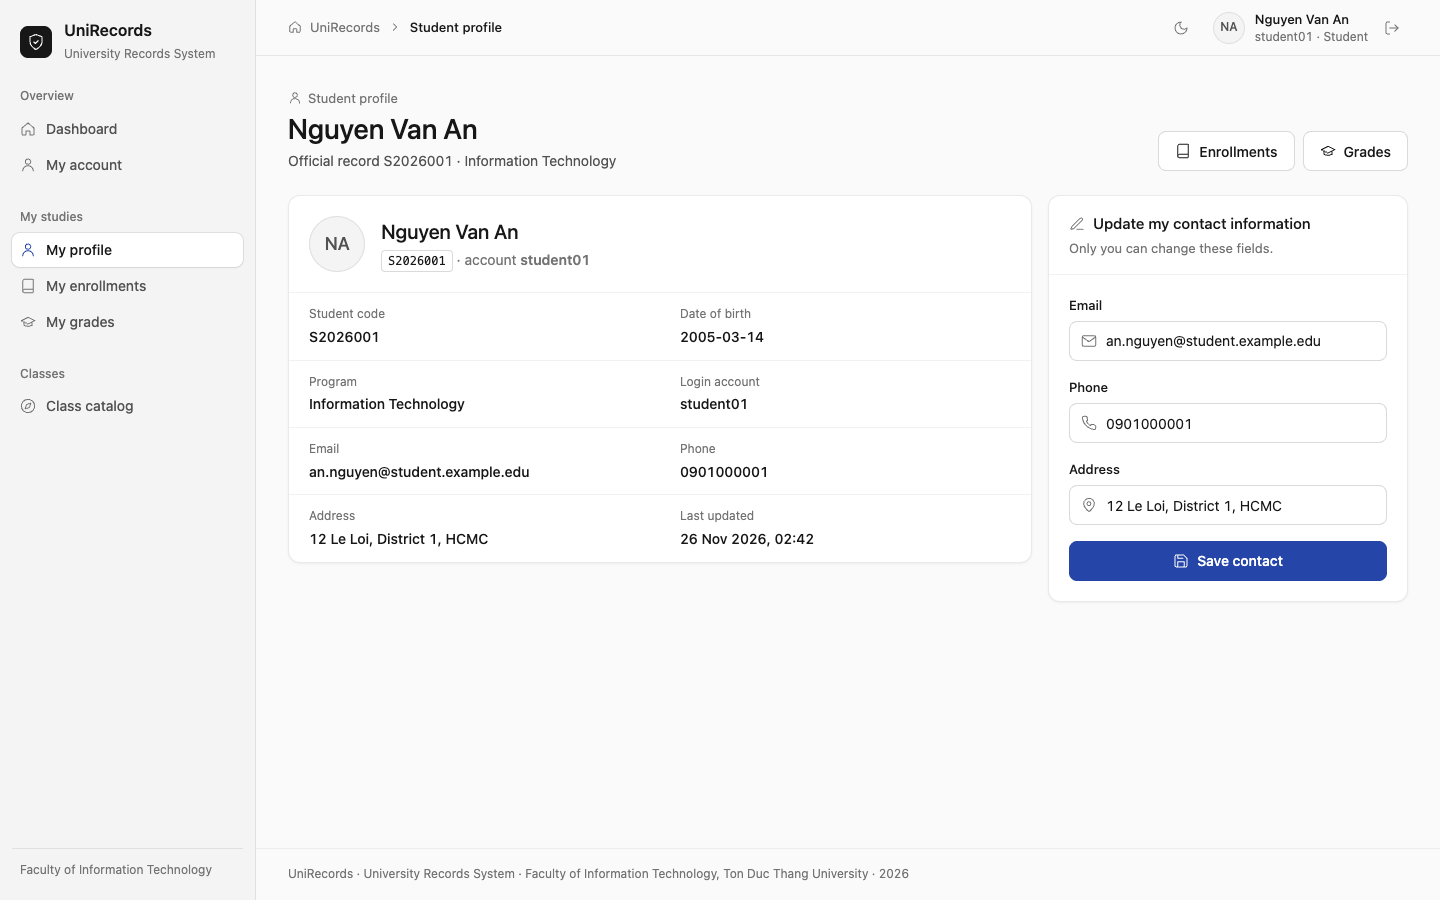 UniRecords
University Records System
Overview
Dashboard
My account
My studies
My profile
My enrollments
My grades
Classes
Class catalog
Faculty of Information Technology
UniRecords > Student profile
NA
Nguyen Van An
student01 · Student
Student profile
Nguyen Van An
Official record S2026001 · Information Technology
Enrollments
Grades
NA
Nguyen Van An
S2026001 · account student01
Student code
S2026001
Date of birth
2005-03-14
Program
Information Technology
Login account
student01
Email
an.nguyen@student.example.edu
Phone
0901000001
Address
12 Le Loi, District 1, HCMC
Last updated
26 Nov 2026, 02:42
Update my contact information
Only you can change these fields.
Email
an.nguyen@student.example.edu
Phone
0901000001
Address
12 Le Loi, District 1, HCMC
Save contact
UniRecords · University Records System · Faculty of Information Technology, Ton Duc Thang University · 2026